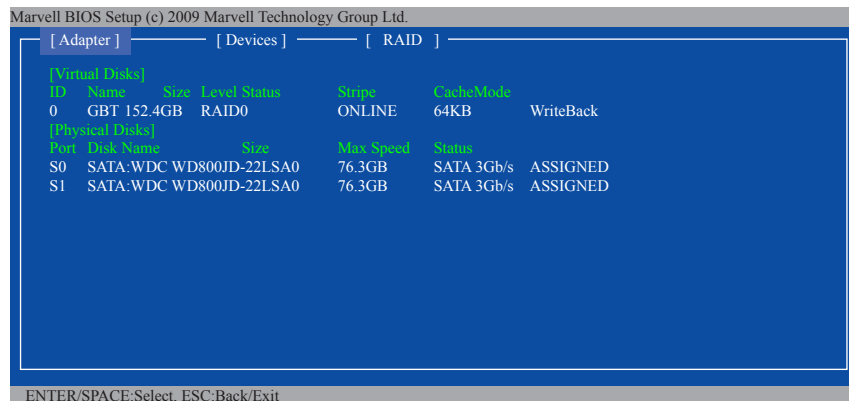 Marvell BIOS Setup (c) 2009 Marvell Technology Group Ltd.
[ Adapter ] [ Devices ] [ RAID ]
[Virtual Disks]
ID Name Size Level Status Stripe CacheMode
0 GBT 152.4GB RAID0 ONLINE 64KB WriteBack
[Physical Disks]
Port Disk Name Size Max Speed Status
S0 SATA:WDC WD800JD-22LSA0 76.3GB SATA 3Gb/s ASSIGNED
S1 SATA:WDC WD800JD-22LSA0 76.3GB SATA 3Gb/s ASSIGNED
ENTER/SPACE:Select, ESC:Back/Exit